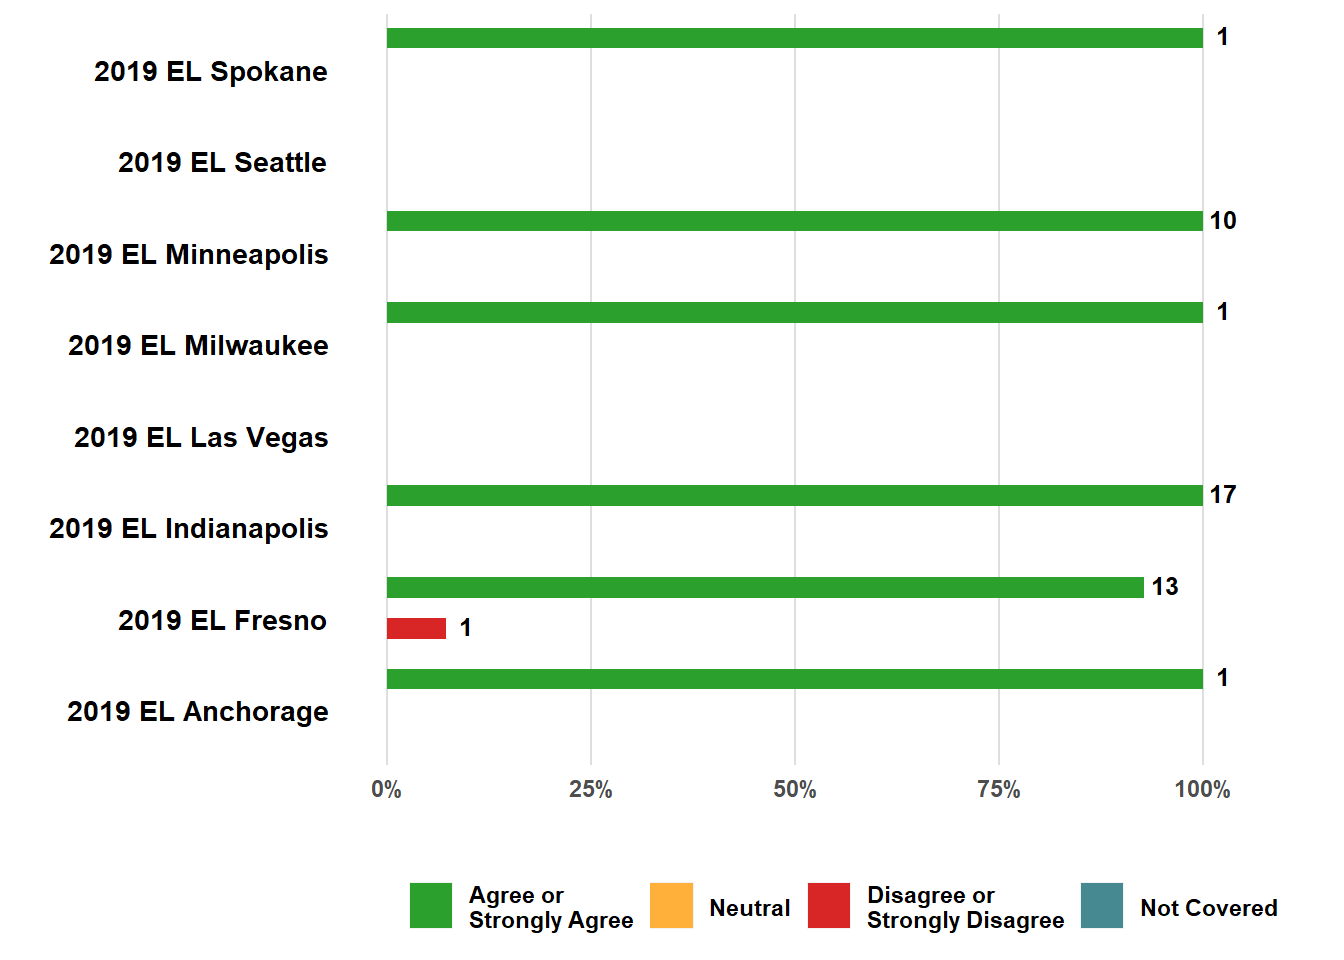 1
2019 EL Spokane
2019 EL Seattle
10
2019 EL Minneapolis
1
2019 EL Milwaukee
2019 EL Las Vegas
17
2019 EL Indianapolis
13
2019 EL Fresno
1
1
2019 EL Anchorage
0% 25% 50% 75% 100%
Agree or
Strongly Agree
Neutral
Disagree or
Strongly Disagree
Not Covered